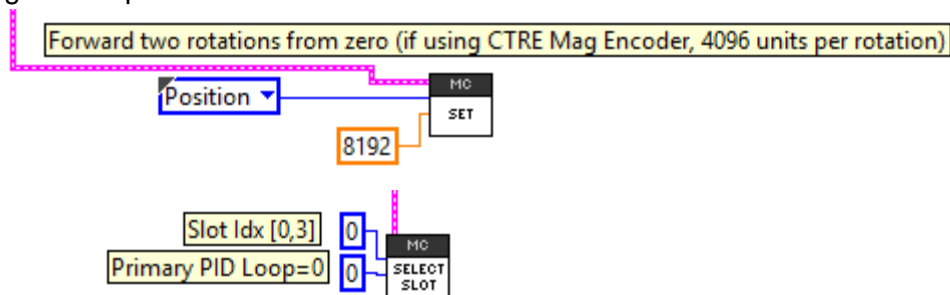 Forward two rotations from zero (if using CTRE Mag Encoder, 4096 units per rotation)
MC
Position
SET
8192
Slot Idx [0,3]
0
MC
Primary PID Loop=0
0
SELECT
SLOT